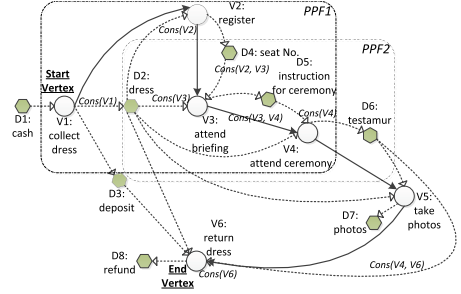 PPF1
V2:
register
Cons(V2)
D4: seat No.
PPF2
Cons(V2, V3)
D5:
instruction
for ceremony
Start
Vertex
D2:
dress
Cons(V1)
Cons(V3)
Cons(V3, V4)
Cons(V4)
D6:
testamur
D1:
cash
V1:
collect
dress
V3:
attend
briefing
V4:
attend ceremony
D3:
deposit
V5:
take
photos
D7:
photos
V6:
return
dress
D8:
refund
End
Vertex
Cons(V6)
Cons(V4, V6)